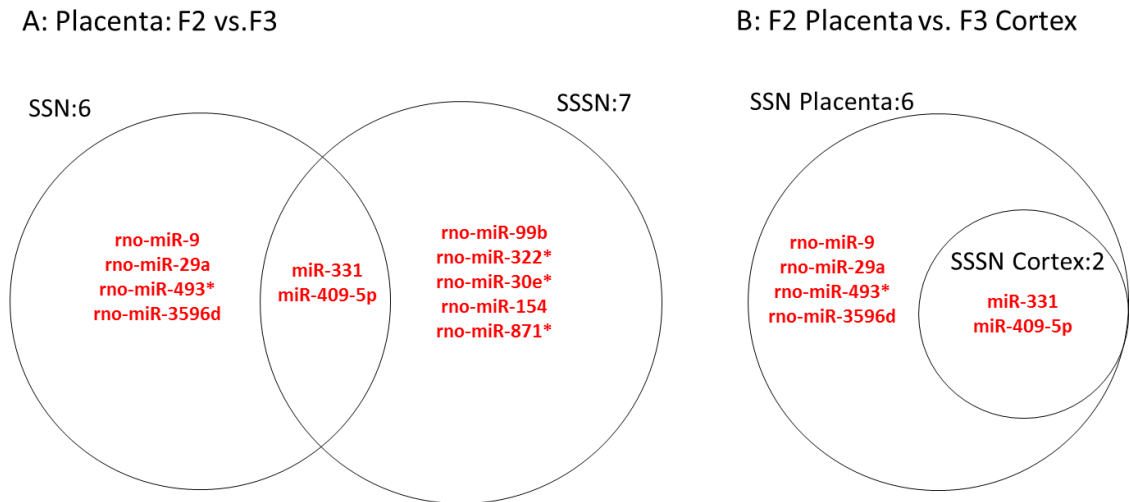 A: Placenta: F2 vs.F3
SSN:6
SSSN:7
rno-miR-9
rno-miR-29a
rno-miR-493*
rno-miR-3596d
miR-331
miR-409-5p
rno-miR-99b
rno-miR-322*
rno-miR-30e*
rno-miR-154
rno-miR-871*
B: F2 Placenta vs. F3 Cortex
SSN Placenta:6
rno-miR-9
rno-miR-29a
rno-miR-493*
rno-miR-3596d
SSSN Cortex:2
miR-331
miR-409-5p